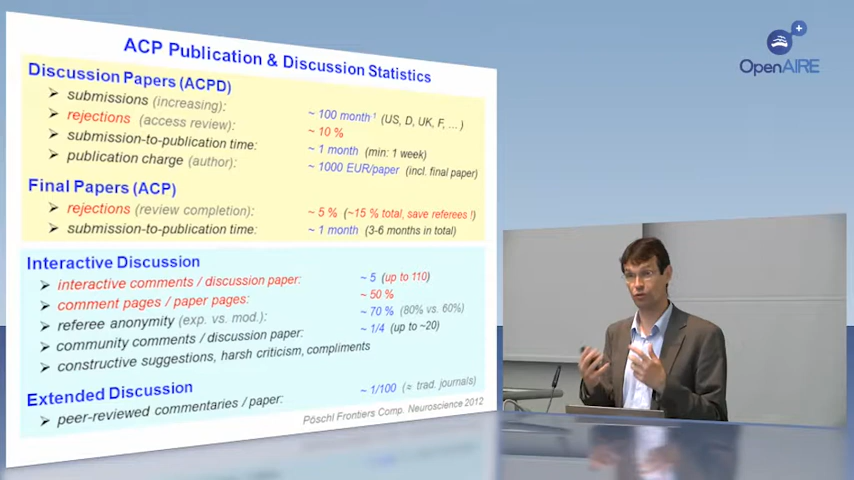 ACP Publication & Discussion Statistics
Discussion Papers (ACPD)
➤ submissions (increasing): ~ 100 month⁻¹ (US, D, UK, F, ... )
➤ rejections (access review): ~ 10 %
➤ submission-to-publication time: ~ 1 month (min: 1 week)
➤ publication charge (author): ~ 1000 EUR/paper (incl. final paper)
Final Papers (ACP)
➤ rejections (review completion): ~ 5 % (~15 % total, save referees !)
➤ submission-to-publication time: ~ 1 month (3-6 months in total)
Interactive Discussion
➤ interactive comments / discussion paper: ~ 5 (up to 110)
➤ comment pages / paper pages: ~ 50 %
➤ referee anonymity (exp. vs. mod.): ~ 70 % (80% vs. 60%)
➤ community comments / discussion paper: ~ 1/4 (up to ~20)
➤ constructive suggestions, harsh criticism, compliments
Extended Discussion
➤ peer-reviewed commentaries / paper: ~ 1/100 (≈ trad. journals)
Pöschl Frontiers Comp. Neuroscience 2012
OpenAIRE